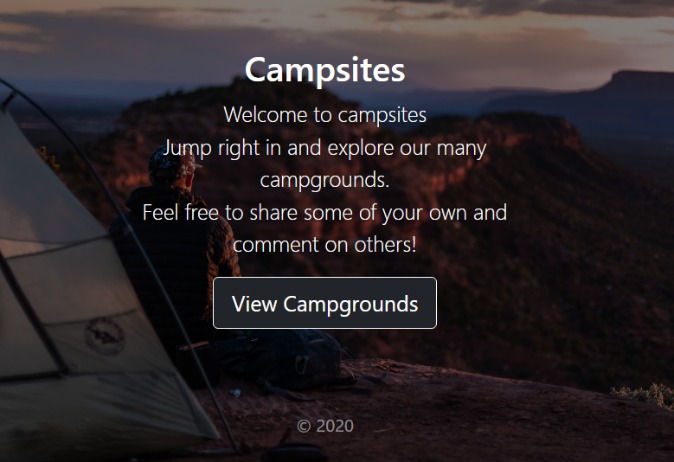 Campsites
Welcome to campsites
Jump right in and explore our many
campgrounds.
Feel free to share some of your own and
comment on others!
View Campgrounds
© 2020